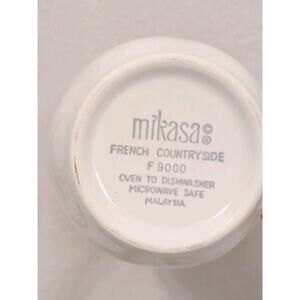 mikasa©®
FRENCH COUNTRYSIDE
F 9000
OVEN TO DISHWASHER
MICROWAVE SAFE
MALAYSIA